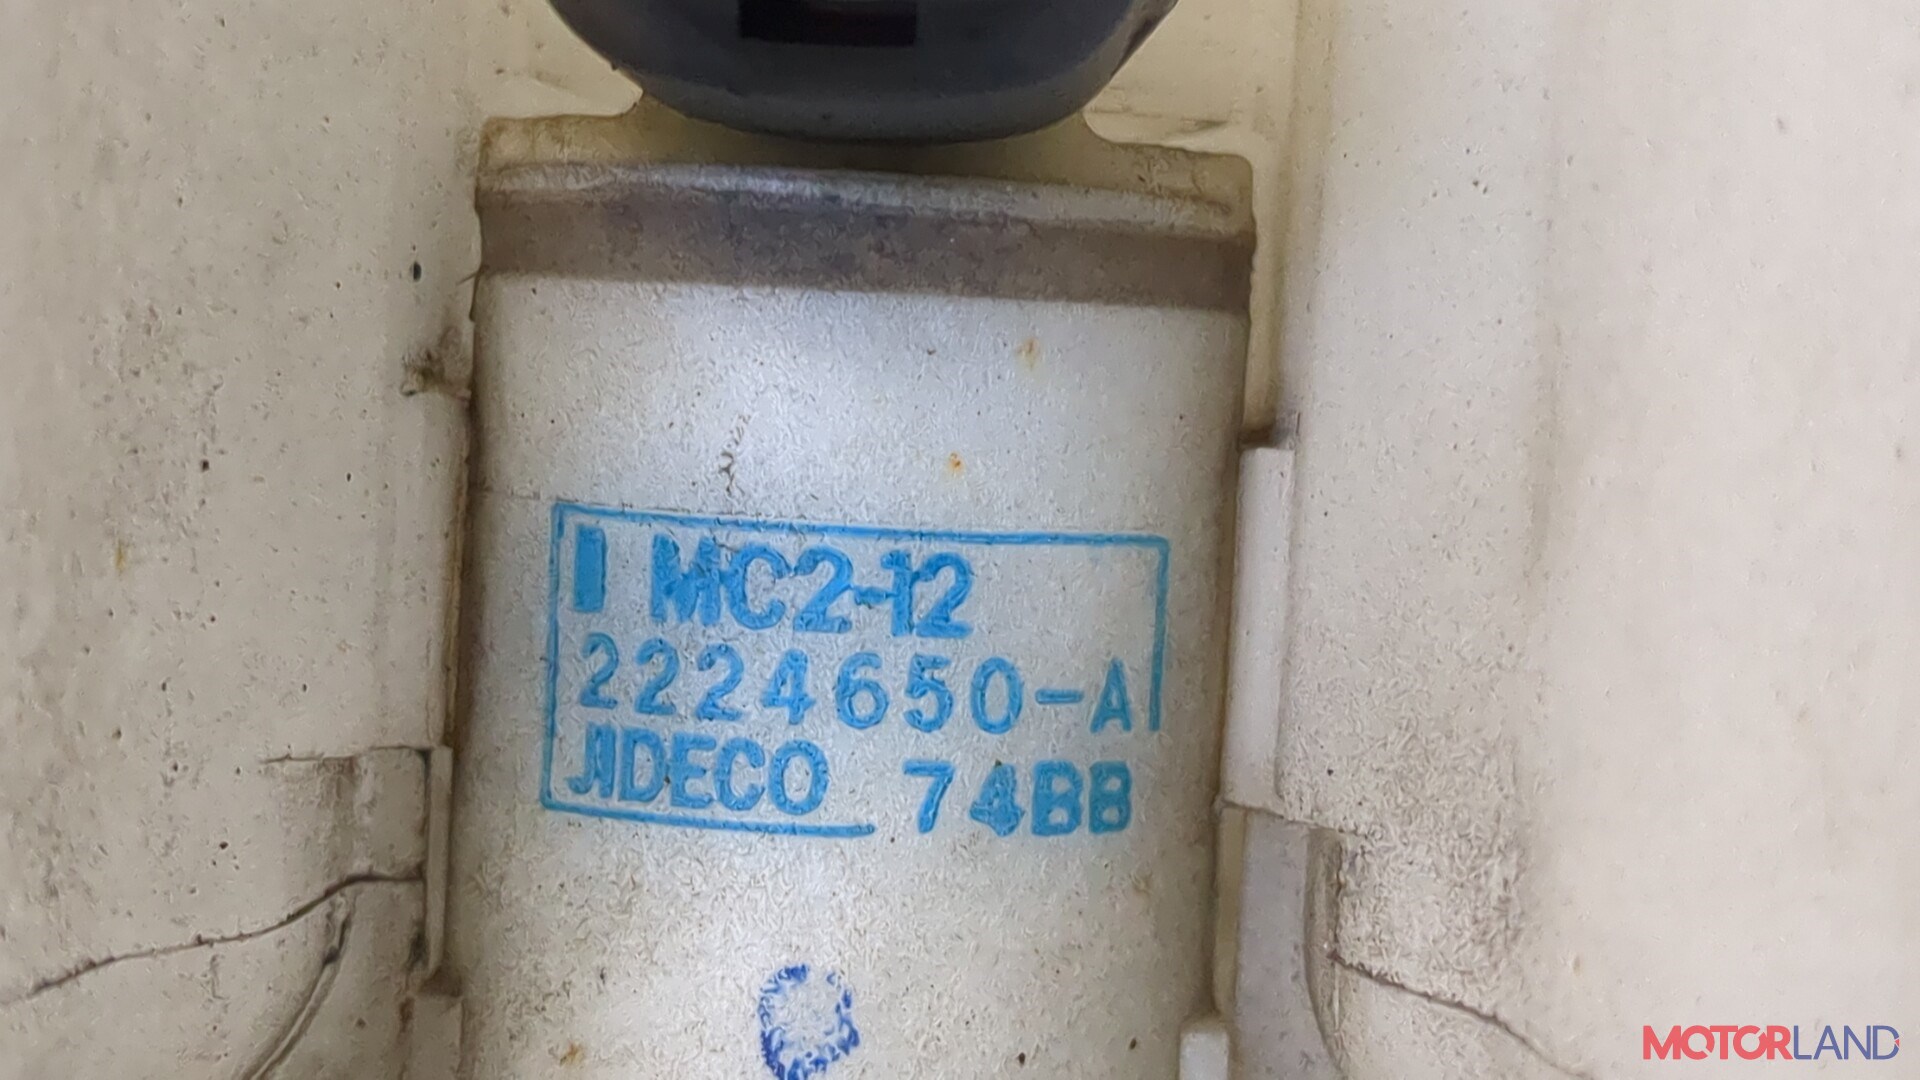 MC2-12
2224650-A
JIDECO 74BB
MOTORLAND